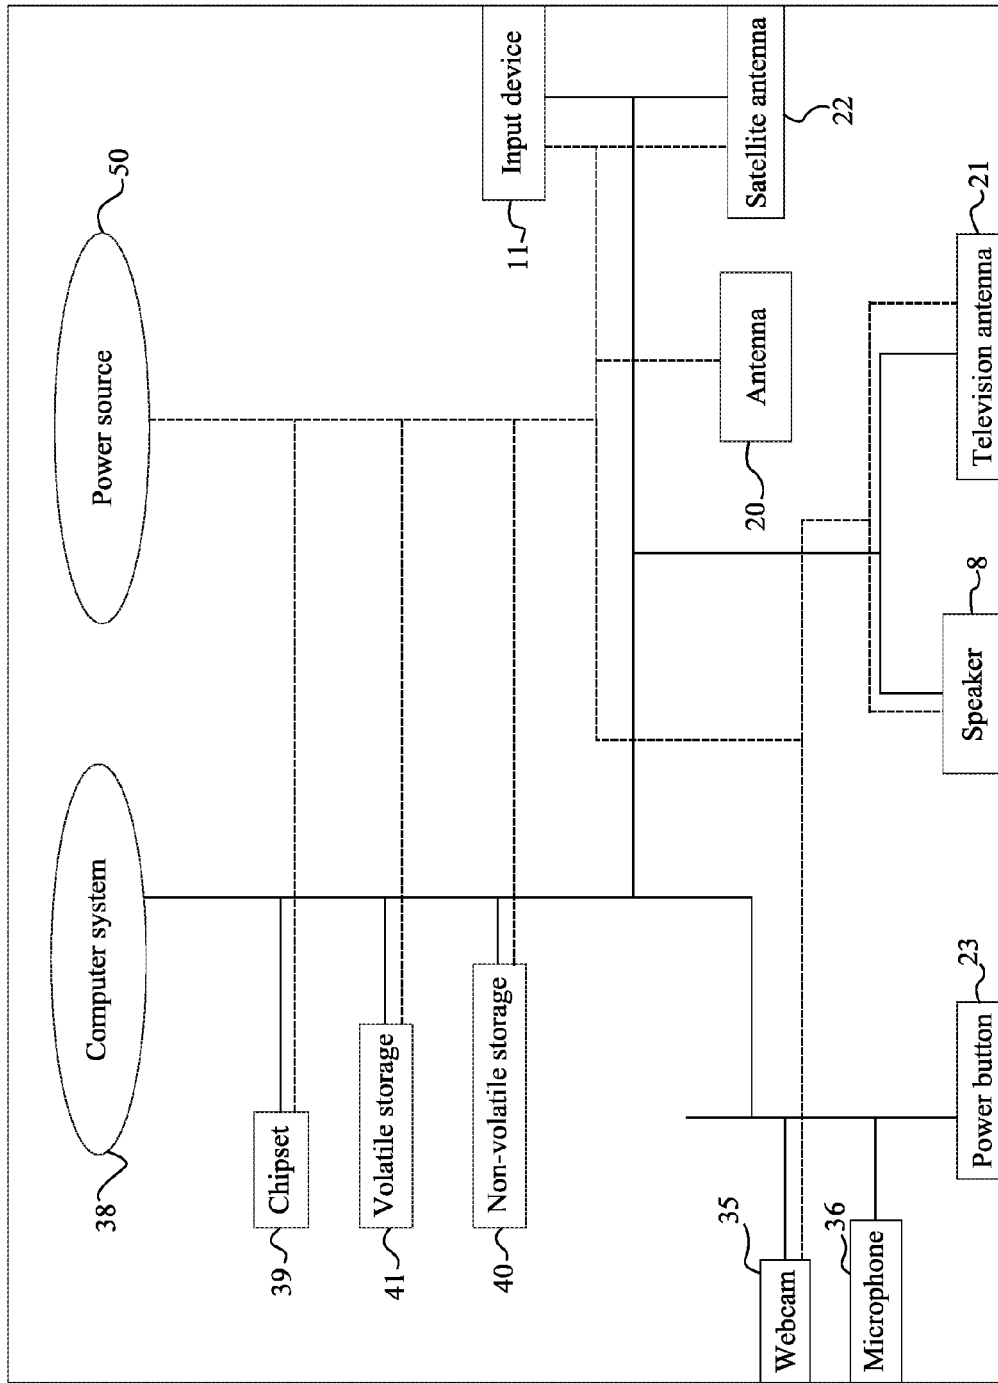 Computer system
38
Power source
50
Chipset
39
Volatile storage
41
Non-volatile storage
40
Input device
11
Webcam
35
Microphone
36
Power button
23
Speaker
8
Antenna
20
Television antenna
21
Satellite antenna
22